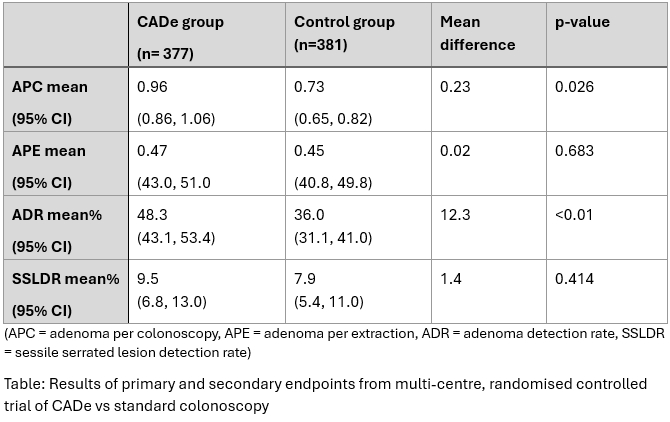 CADe group Control group Mean p-value
(n= 377) (n=381) difference
APC mean 0.96 0.73 0.23 0.026
(95% CI) (0.86, 1.06) (0.65, 0.82)
APE mean 0.47 0.45 0.02 0.683
(95% CI) (43.0, 51.0 (40.8, 49.8)
ADR mean% 48.3 36.0 12.3 <0.01
(95% CI) (43.1, 53.4) (31.1, 41.0)
SSLDR mean% 9.5 7.9 1.4 0.414
(95% CI) (6.8, 13.0) (5.4, 11.0)
(APC = adenoma per colonoscopy, APE = adenoma per extraction, ADR = adenoma detection rate, SSLDR
= sessile serrated lesion detection rate)
Table: Results of primary and secondary endpoints from multi-centre, randomised controlled
trial of CADe vs standard colonoscopy